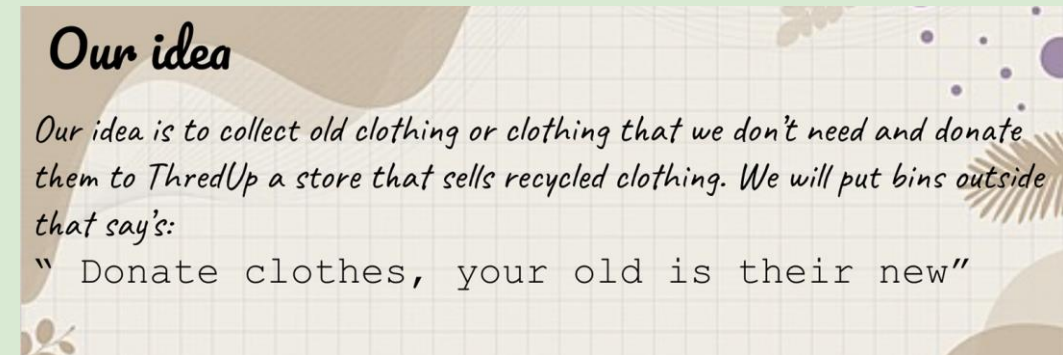 Our idea
Our idea is to collect old clothing or clothing that we don't need and donate
them to ThredUp a store that sells recycled clothing. We will put bins outside
that say's:
“ Donate clothes, your old is their new”